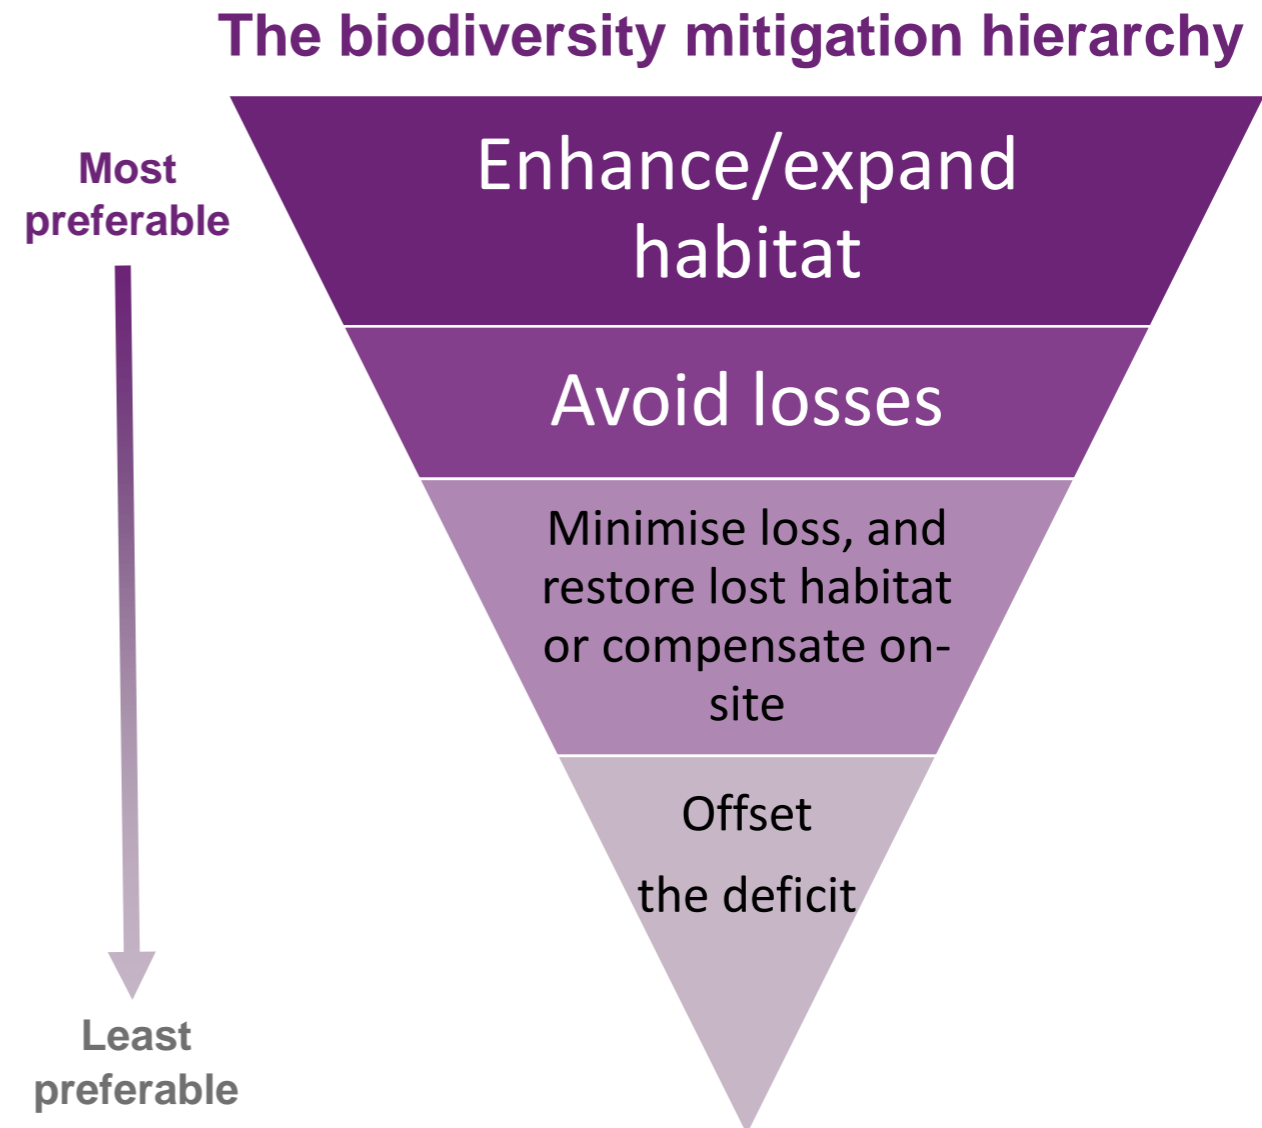 The biodiversity mitigation hierarchy
Most
preferable
Enhance/expand
habitat
Avoid losses
Minimise loss, and
restore lost habitat
or compensate on-
site
Offset
the deficit
Least
preferable